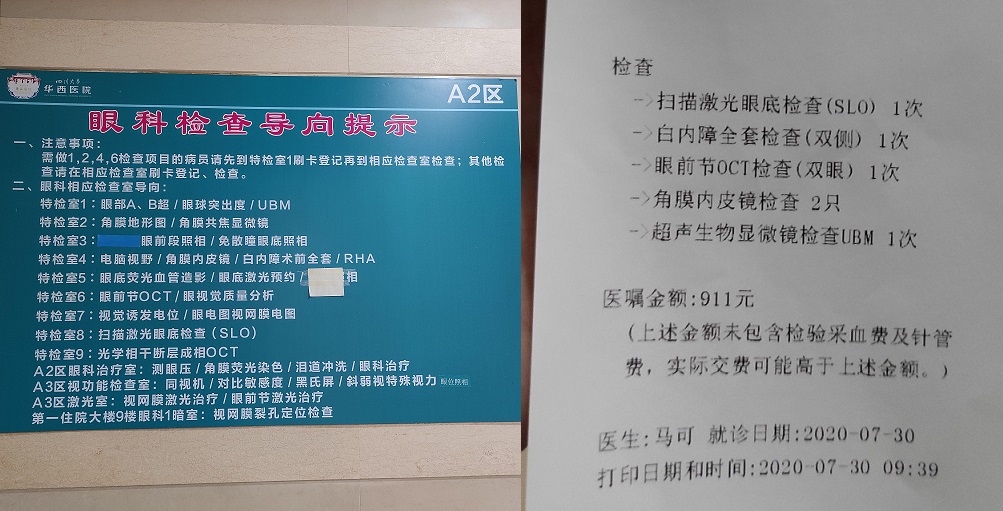 四川大学
华西医院
A2区
眼科检查导向提示
一、注意事项:
需做1,2,4,6检查项目的病员请先到特检室1刷卡登记再到相应检查室检查;其他检
查请在相应检查室刷卡登记、检查。
二、眼科相应检查室导向:
特检室1:眼部A、B超/眼球突出度/UBM
特检室2:角膜地形图/角膜共焦显微镜
特检室3:眼前段照相/免散瞳眼底照相
特检室4:电脑视野/角膜内皮镜/白内障术前全套/RHA
特检室5:眼底荧光血管造影/眼底激光预约/相
特检室6:眼前节OCT/眼视觉质量分析
特检室7:视觉诱发电位/眼电图视网膜电图
特检室8:扫描激光眼底检查(SLO)
特检室9:光学相干断层成相OCT
A2区眼科治疗室:测眼压/角膜荧光染色/泪道冲洗/眼科治疗
A3区视功能检查室:同视机/对比敏感度/黑氏屏/斜弱视特殊视力 眼位照相
A3区激光室:视网膜激光治疗/眼前节激光治疗
第一住院大楼9楼眼科1暗室:视网膜裂孔定位检查
检查
->扫描激光眼底检查(SLO) 1次
->白内障全套检查(双侧) 1次
->眼前节OCT检查(双眼) 1次
->角膜内皮镜检查 2只
->超声生物显微镜检查UBM 1次
医嘱金额:911元
(上述金额未包含检验采血费及针管
费,实际交费可能高于上述金额。)
医生:马可 就诊日期:2020-07-30
打印日期和时间:2020-07-30 09:39